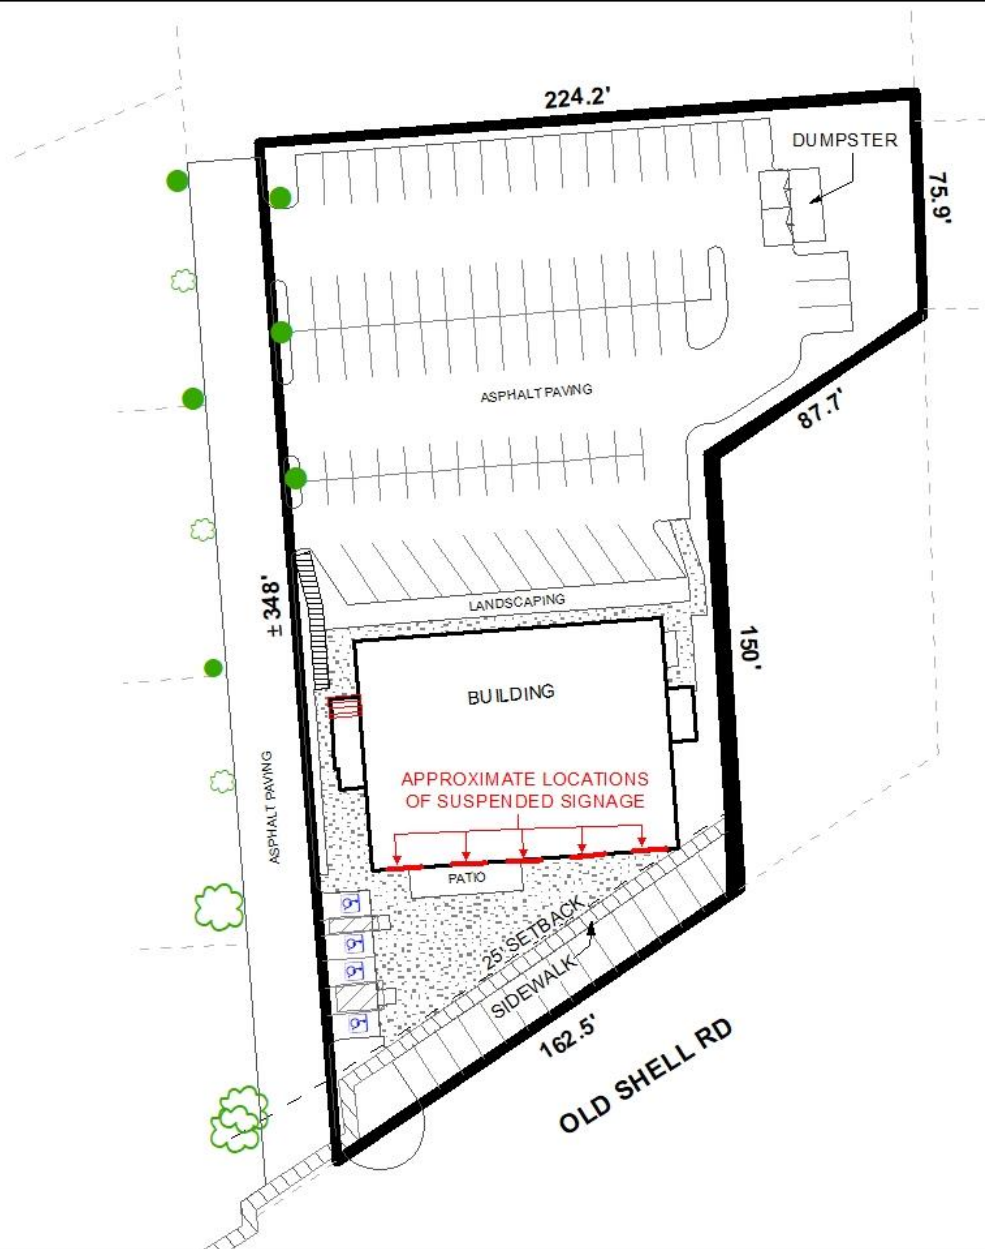 224.2'
DUMPSTER
75.9'
ASPHALT PAVING
87.7'
± 348'
LANDSCAPING
150'
BUILDING
APPROXIMATE LOCATIONS
OF SUSPENDED SIGNAGE
ASPHALT PAVING
PATIO
25' SETBACK
SIDEWALK
162.5'
OLD SHELL RD